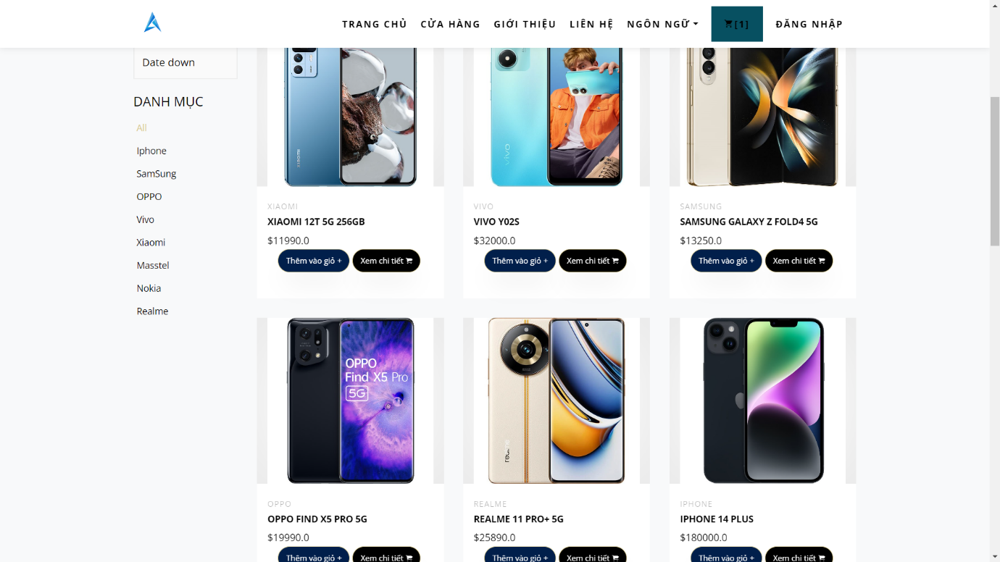 TRANG CHỦ CỬA HÀNG GIỚI THIỆU LIÊN HỆ NGÔN NGỮ [1] ĐĂNG NHẬP
Date down
DANH MỤC
All
Iphone
SamSung
OPPO
Vivo
Xiaomi
Masstel
Nokia
Realme
XIAOMI
vivo
XIAOMI
XIAOMI 12T 5G 256GB
$11990.0
Thêm vào giỏ + Xem chi tiết
VIVO
VIVO Y02S
$32000.0
Thêm vào giỏ + Xem chi tiết
SAMSUNG
SAMSUNG GALAXY Z FOLD4 5G
$13250.0
Thêm vào giỏ + Xem chi tiết
OPPO
Find X5 Pro
5G
realme
OPPO
OPPO FIND X5 PRO 5G
$19990.0
Thêm vào giỏ + Xem chi tiết
REALME
REALME 11 PRO+ 5G
$25890.0
Thêm vào giỏ + Xem chi tiết
IPHONE
IPHONE 14 PLUS
$180000.0
Thêm vào giỏ + Xem chi tiết